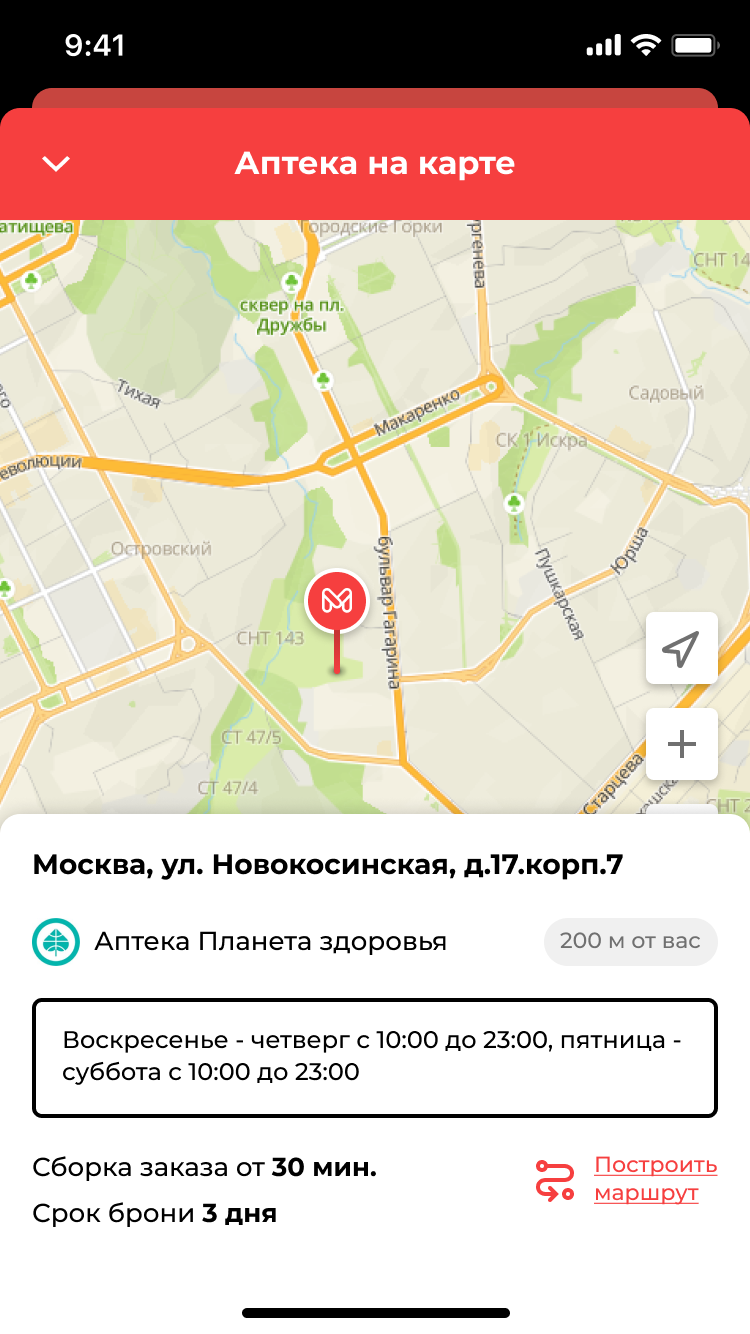 9:41
Аптека на карте
атищева
Городские Горки
ргенева
СНТ 14
сквер на пл.
Дружбы
Тихая
Макаренко
Садовый
СК 1 Искра
еволюции
Островский
бульвар Гагарина
Пушкарская
Юрша
СНТ 143
СТ 47/5
СТ 47/4
Старцева
СНТ 2
Москва, ул. Новокосинская, д.17.корп.7
Аптека Планета здоровья
200 м от вас
Воскресенье - четверг с 10:00 до 23:00, пятница -
суббота с 10:00 до 23:00
Сборка заказа от 30 мин.
Построить
маршрут
Срок брони 3 дня